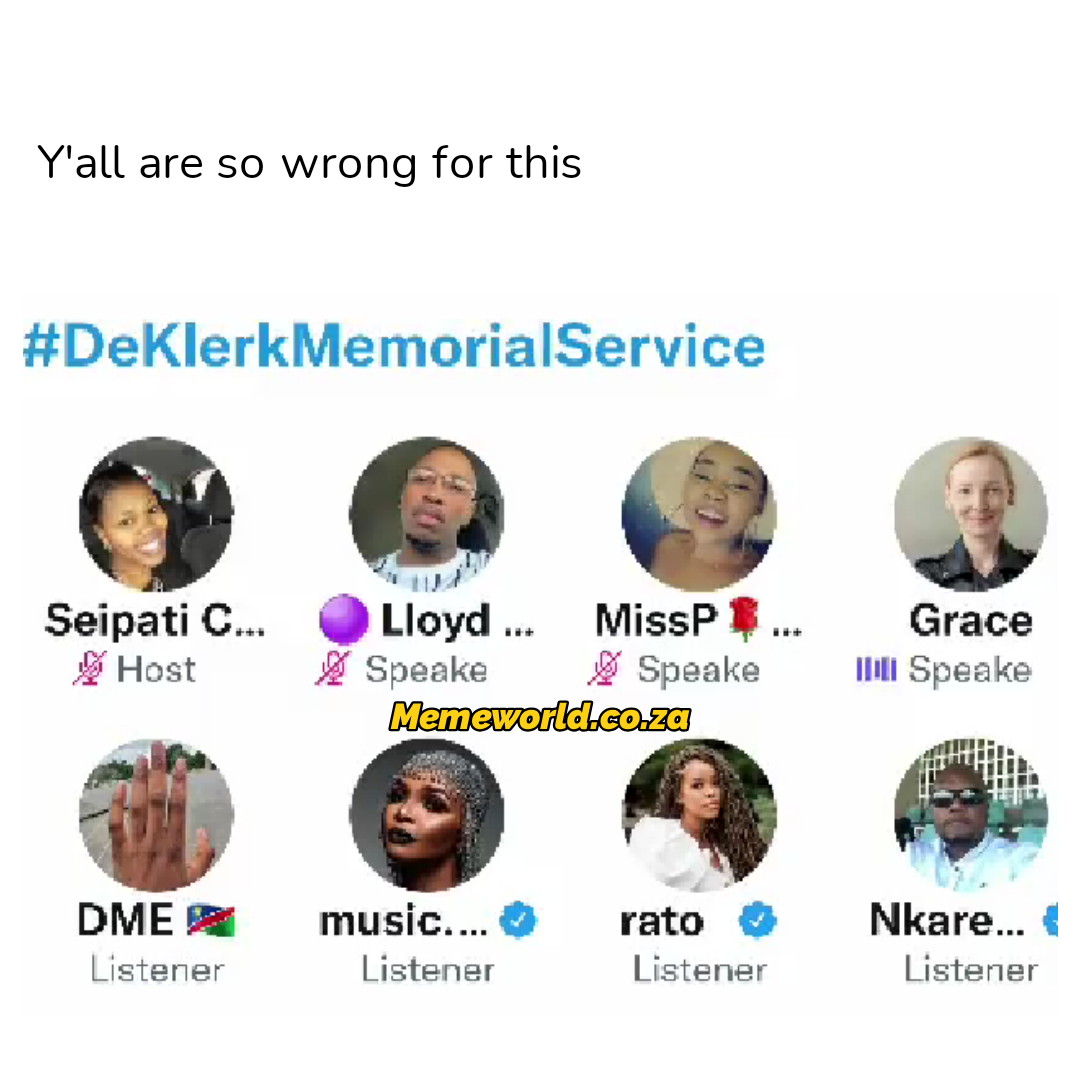 Y'all are so wrong for this
#DeKlerkMemorialService
Seipati C... Lloyd ... MissP🌹... Grace
Host Speake Speake Speake
Memeworld.co.za
DME 🇳🇦 music.... rato Nkare...
Listener Listener Listener Listener